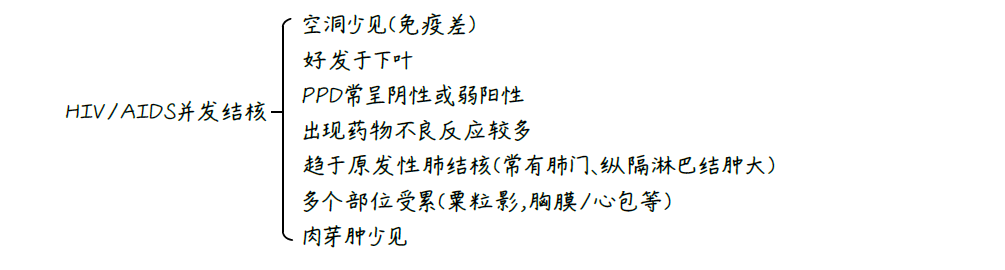 空洞少见(免疫差)
好发于下叶
PPD常呈阴性或弱阳性
HIV/AIDS并发结核
出现药物不良反应较多
趋于原发性肺结核(常有肺门、纵隔淋巴结肿大)
多个部位受累(粟粒影,胸膜/心包等)
肉芽肿少见